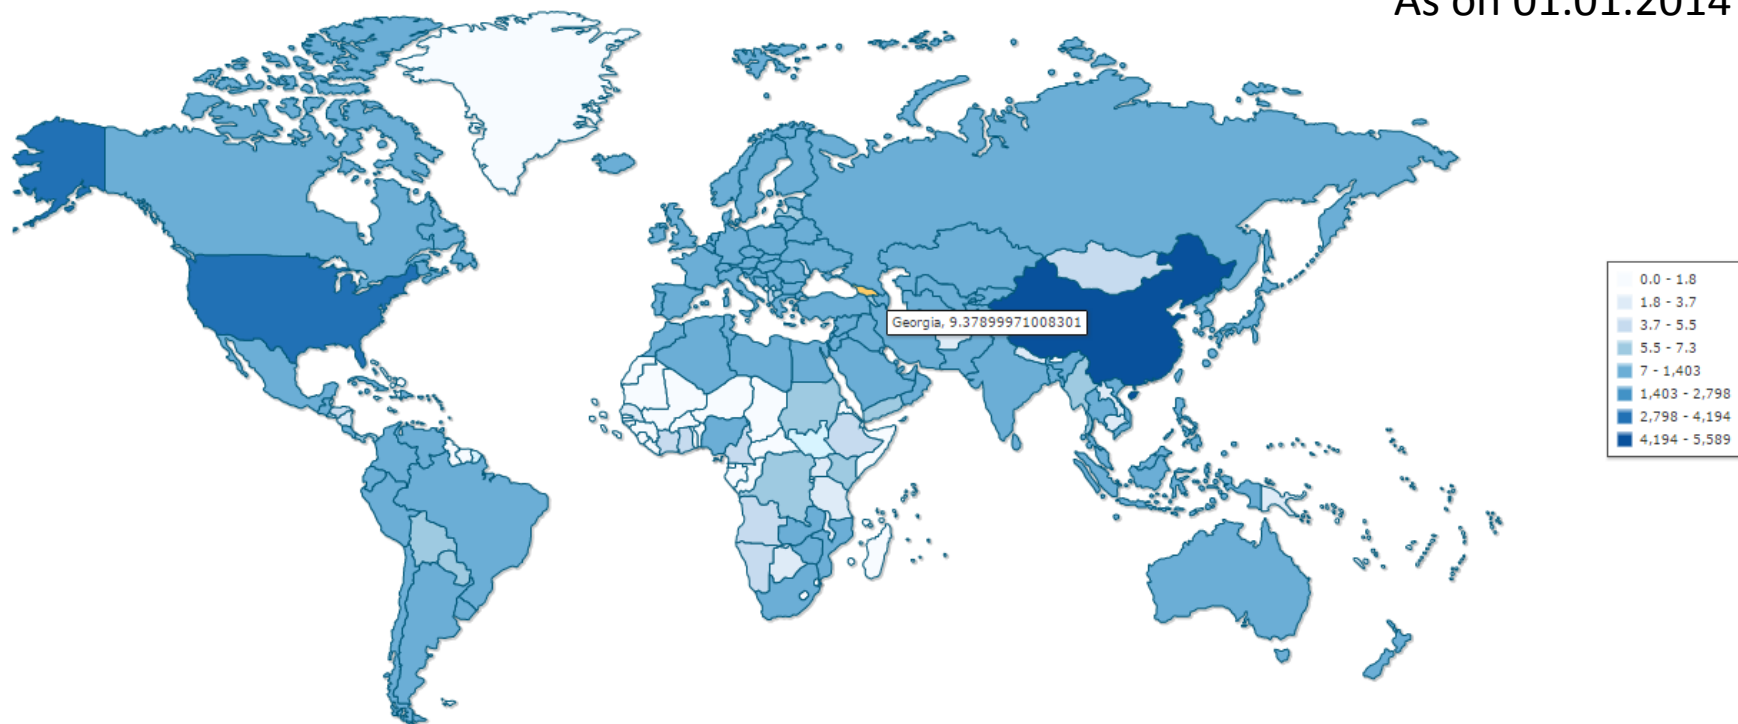 As on 01.01.2014
Georgia, 9.37899971008301
0.0 - 1.8
1.8 - 3.7
3.7 - 5.5
5.5 - 7.3
7 - 1,403
1,403 - 2,798
2,798 - 4,194
4,194 - 5,589